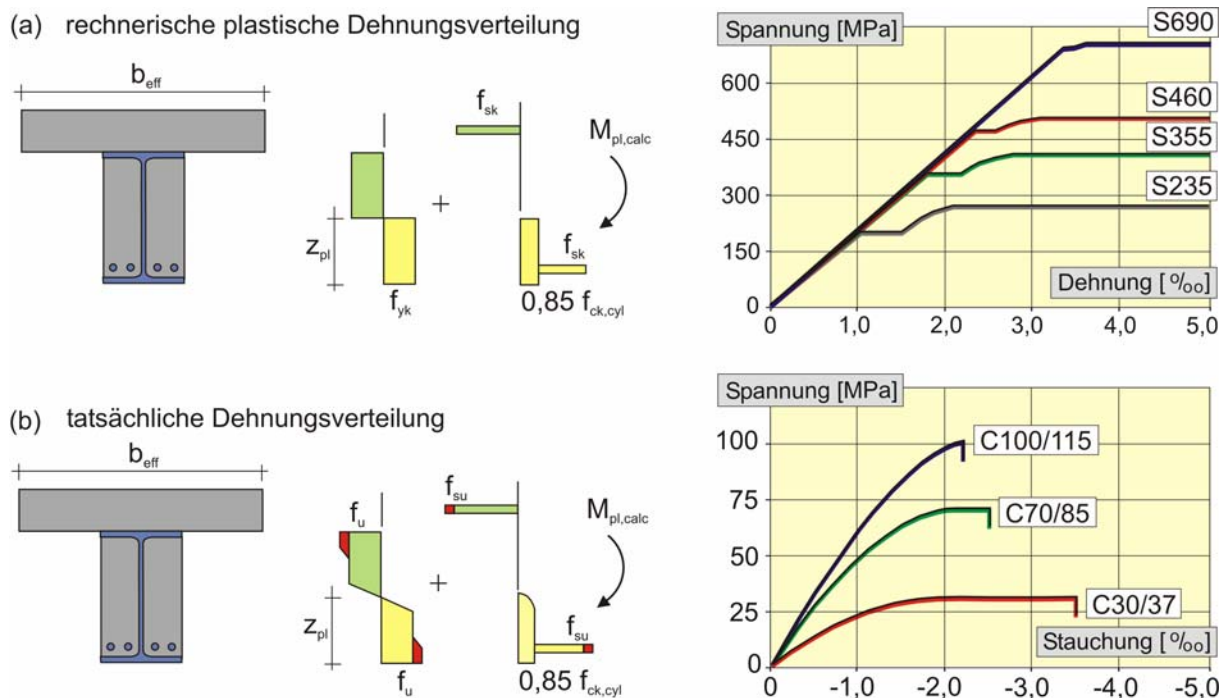 (a) rechnerische plastische Dehnungsverteilung
b_eff
f_sk
M_pl,calc
+
z_pl
f_sk
f_yk
0,85 f_ck,cyl
Spannung [MPa]
S690
600
S460
450
S355
300
S235
150
Dehnung [‰]
0
0 1,0 2,0 3,0 4,0 5,0
(b) tatsächliche Dehnungsverteilung
b_eff
f_su
f_u
M_pl,calc
+
z_pl
f_su
f_u
0,85 f_ck,cyl
Spannung [MPa]
100
C100/115
75
C70/85
50
25
C30/37
Stauchung [‰]
0
0 -1,0 -2,0 -3,0 -4,0 -5,0